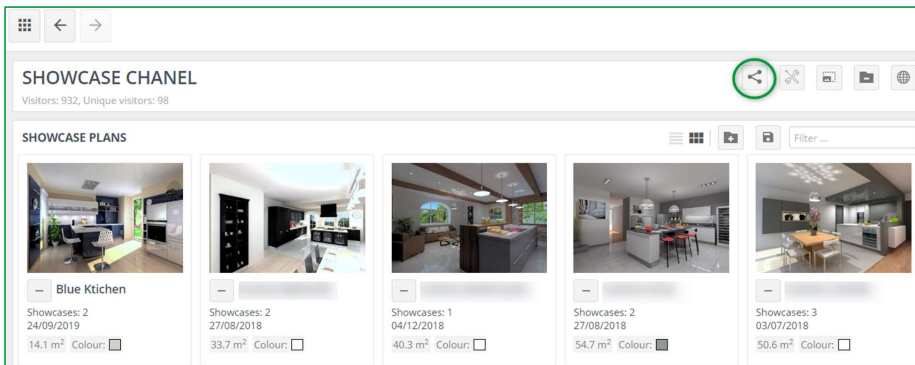 SHOWCASE CHANEL
Visitors: 932, Unique visitors: 98
SHOWCASE PLANS
Filter ...
Blue Ktichen
Showcases: 2
24/09/2019
14.1 m² Colour:
Showcases: 2
27/08/2018
33.7 m² Colour:
Showcases: 1
04/12/2018
40.3 m² Colour:
Showcases: 2
27/08/2018
54.7 m² Colour:
Showcases: 3
03/07/2018
50.6 m² Colour: